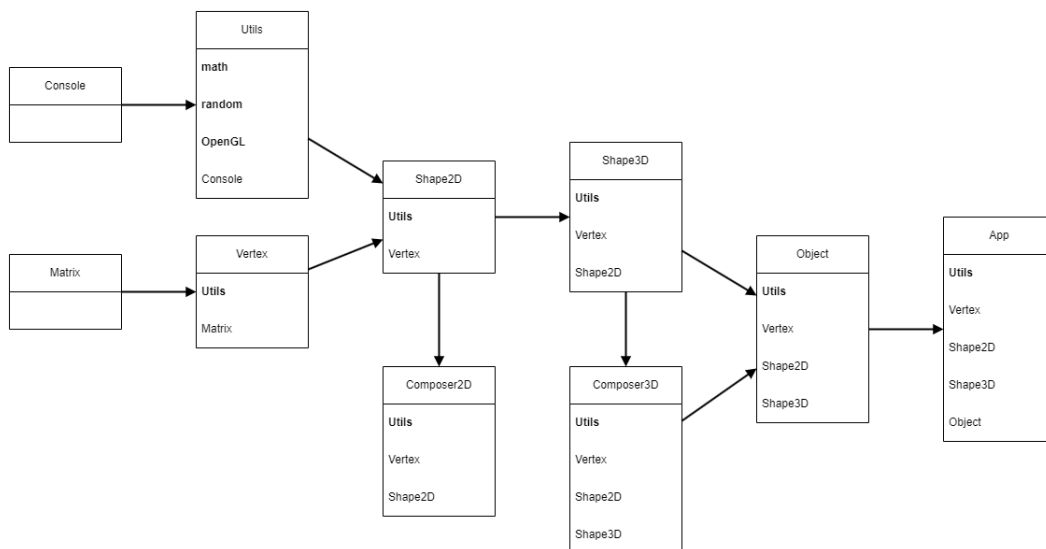 Console
Utils
math
random
OpenGL
Console
Matrix
Vertex
Utils
Matrix
Shape2D
Utils
Vertex
Composer2D
Utils
Vertex
Shape2D
Shape3D
Utils
Vertex
Shape2D
Composer3D
Utils
Vertex
Shape2D
Shape3D
Object
Utils
Vertex
Shape2D
Shape3D
App
Utils
Vertex
Shape2D
Shape3D
Object